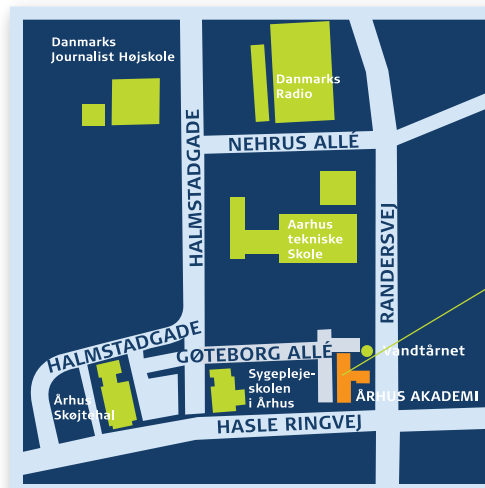 Danmarks
Journalist Højskole
Danmarks
Radio
HALMSTADGADE
NEHRUS ALLÉ
RANDERSVEJ
Aarhus
tekniske
Skole
HALMSTADGADE
GØTEBORG ALLÉ
Vandtårnet
Århus
Skøjtehal
Sygepleje-
skolen
i Århus
ÅRHUS AKADEMI
HASLE RINGVEJ